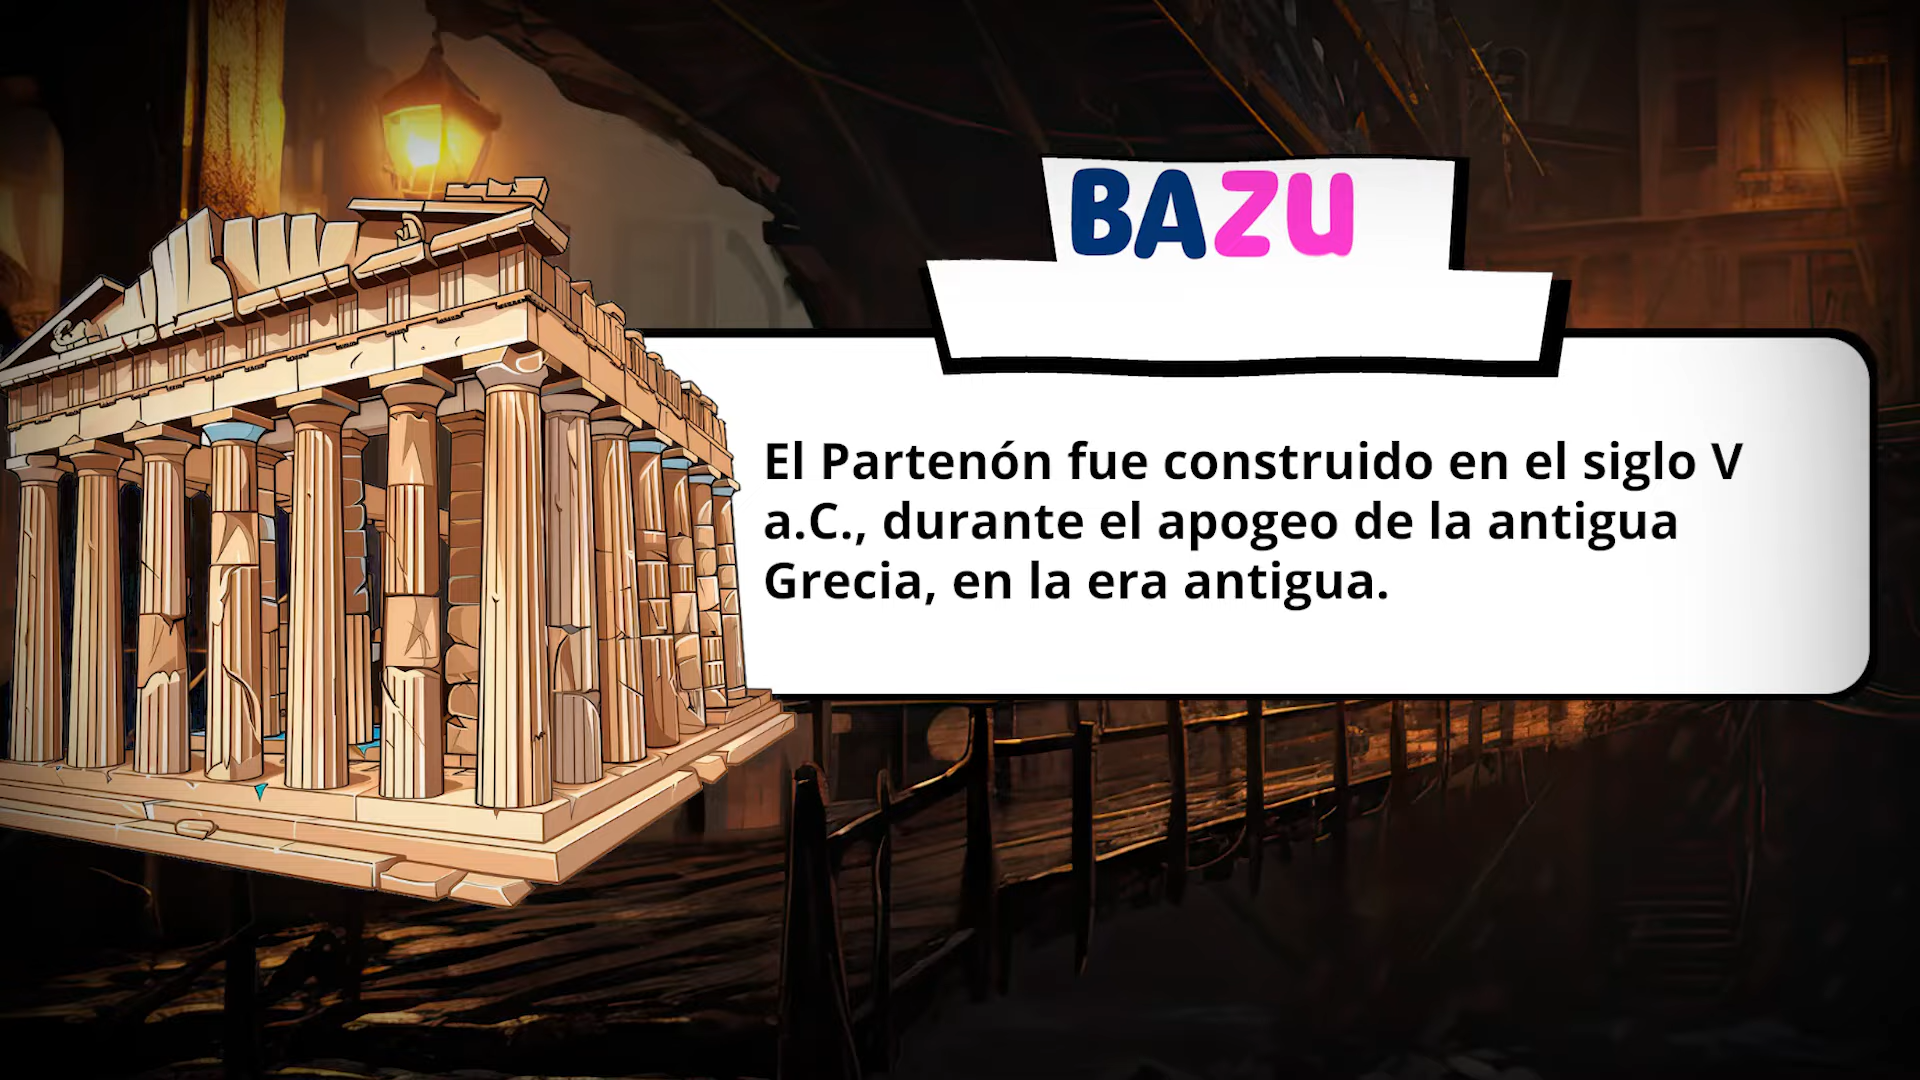 BAZU
El Partenón fue construido en el siglo V
a.C., durante el apogeo de la antigua
Grecia, en la era antigua.